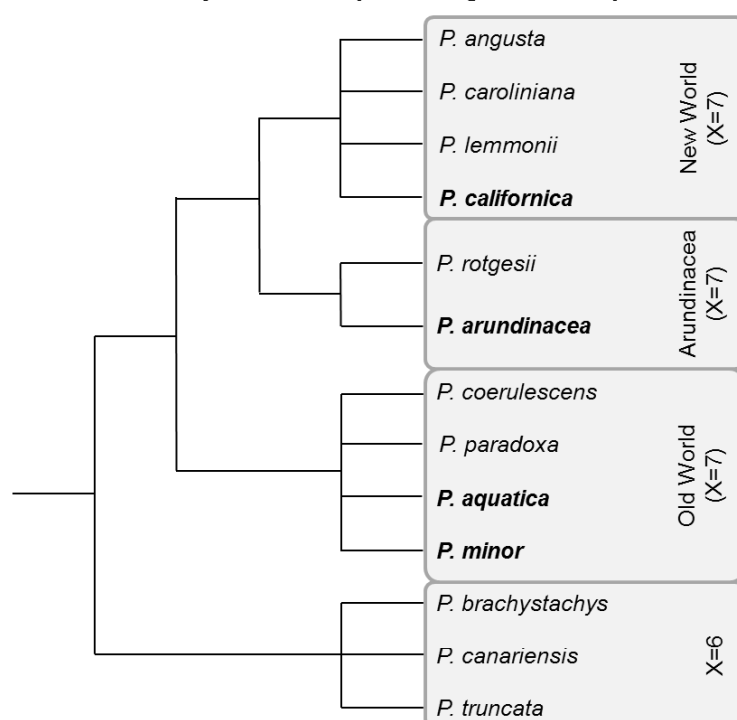 P. angusta
P. caroliniana
P. lemmonii
P. californica
New World
(X=7)
P. rotgesii
P. arundinacea
Arundinacea
(X=7)
P. coerulescens
P. paradoxa
P. aquatica
P. minor
Old World
(X=7)
P. brachystachys
P. canariensis
P. truncata
X=6